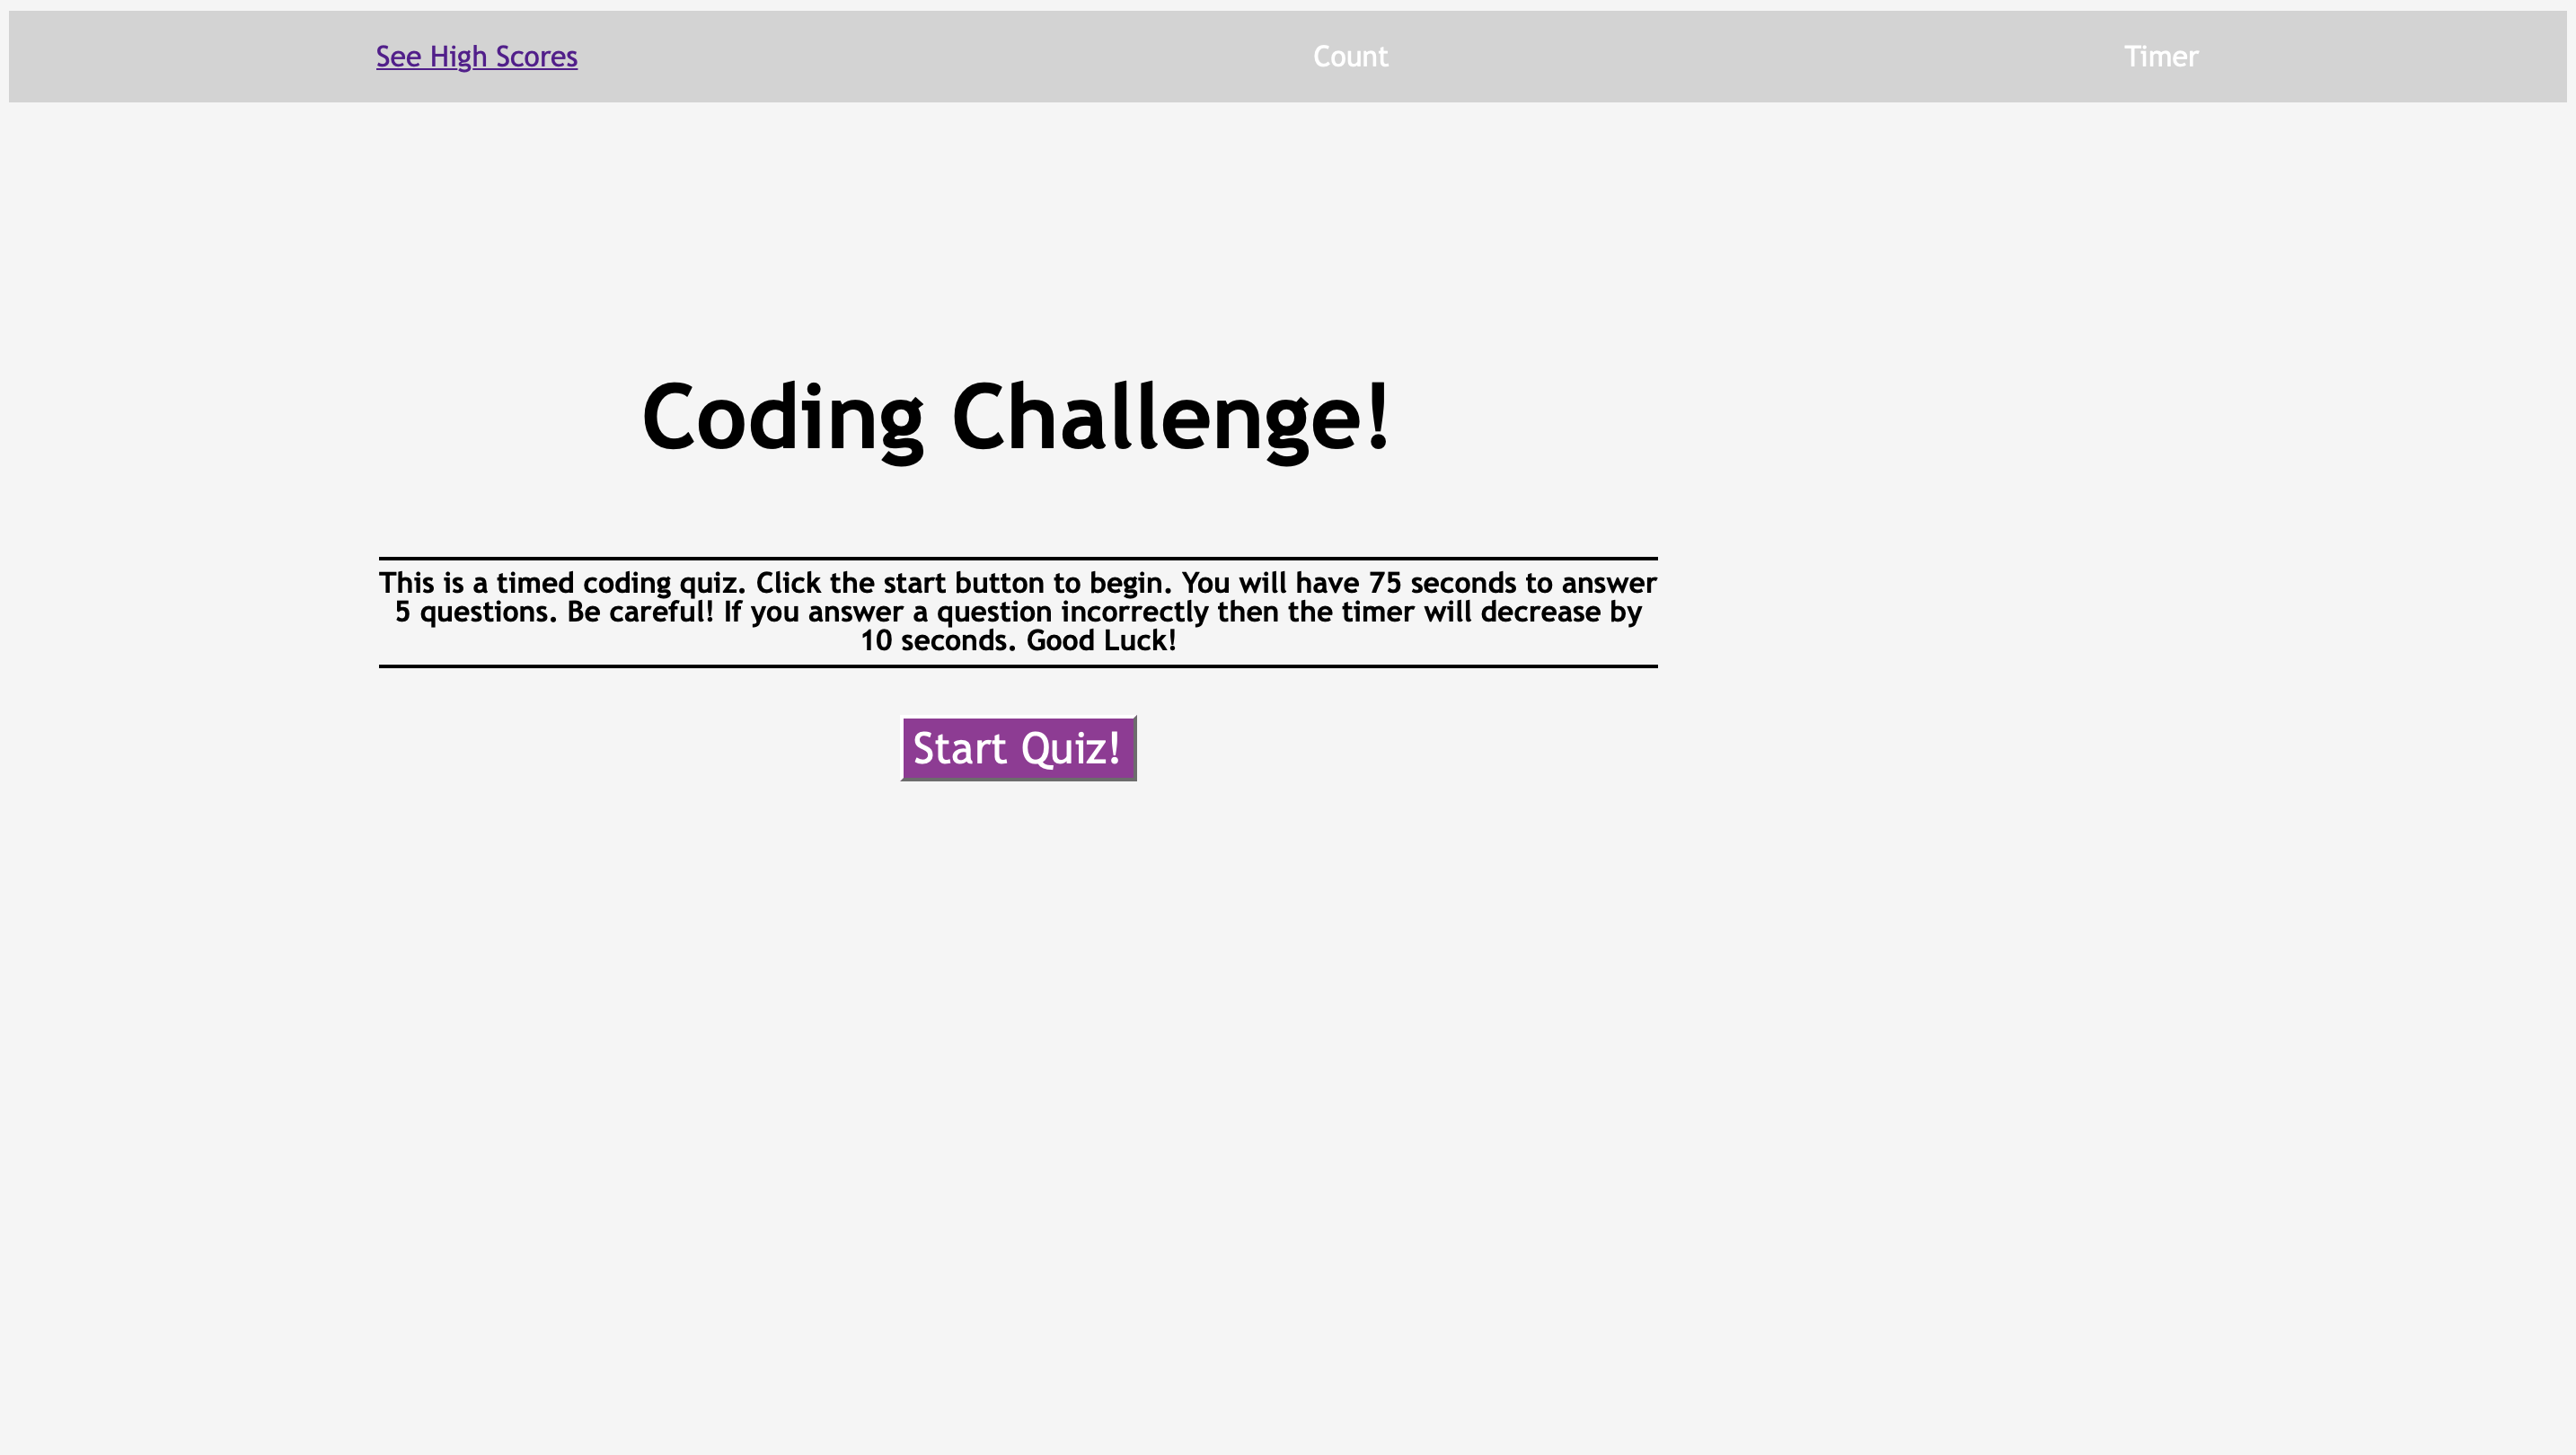 See High Scores
Count
Timer
Coding Challenge!
This is a timed coding quiz. Click the start button to begin. You will have 75 seconds to answer
5 questions. Be careful! If you answer a question incorrectly then the timer will decrease by
10 seconds. Good Luck!
Start Quiz!